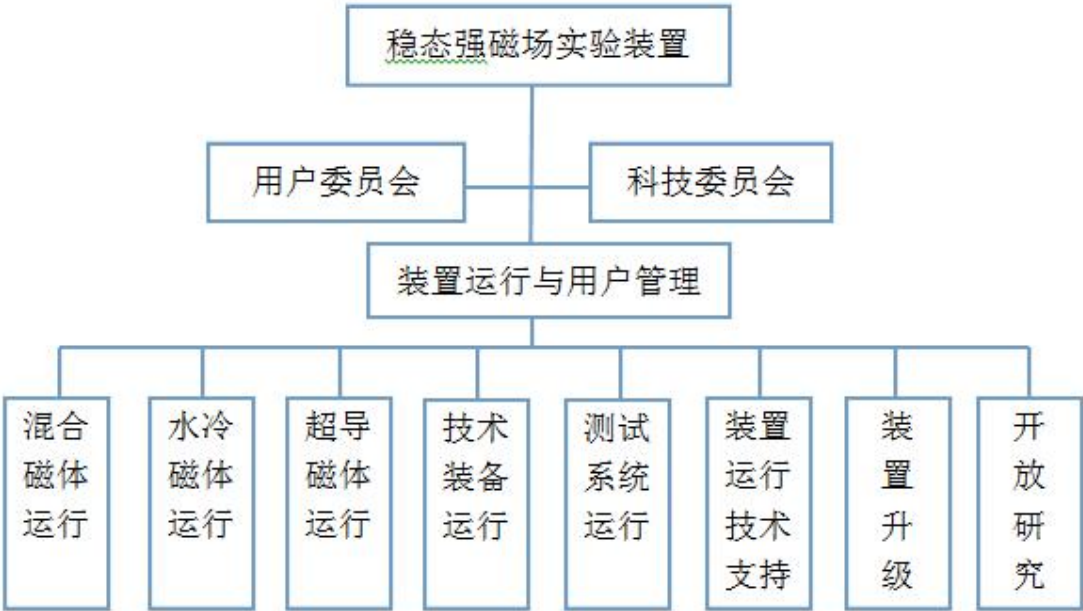 稳态强磁场实验装置
用户委员会
科技委员会
装置运行与用户管理
混合
磁体
运行
水冷
磁体
运行
超导
磁体
运行
技术
装备
运行
测试
系统
运行
装置
运行
技术
支持
装
置
升
级
开
放
研
究